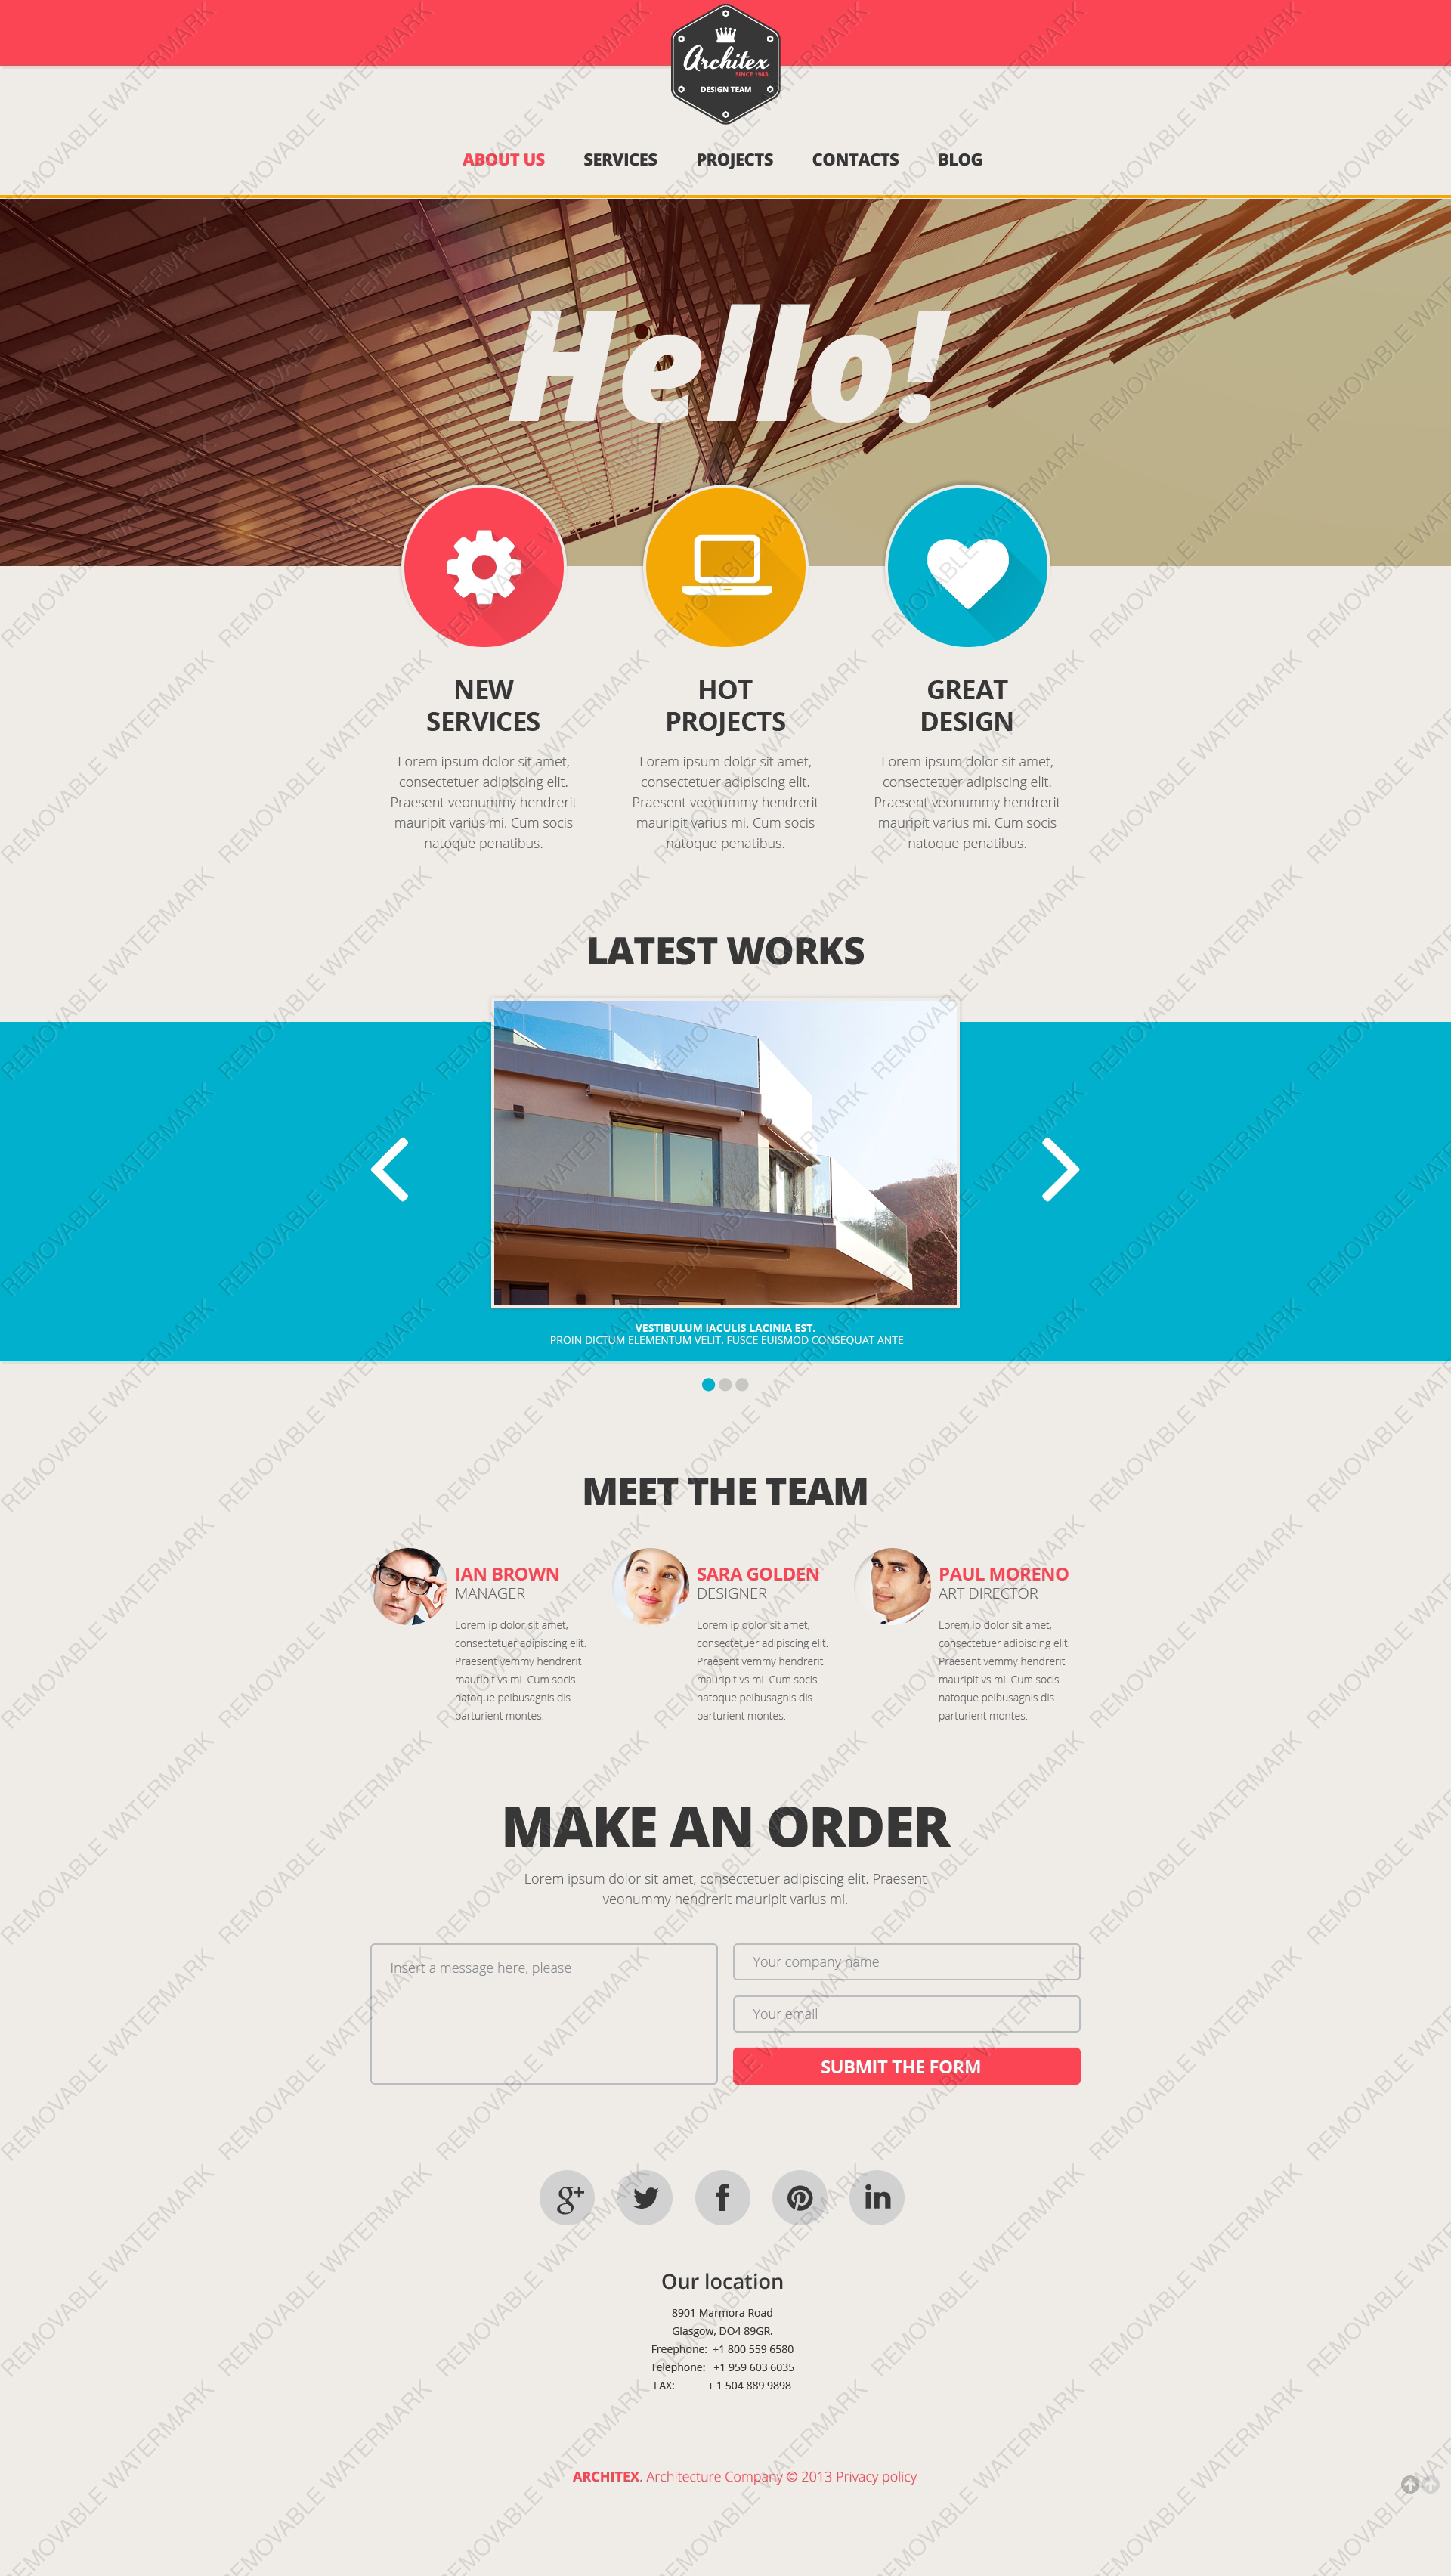 Architex
SINCE 1983
DESIGN TEAM
ABOUT US SERVICES PROJECTS CONTACTS BLOG
Hello!
NEW
SERVICES
Lorem ipsum dolor sit amet,
consectetuer adipiscing elit.
Praesent veonummy hendrerit
mauripit varius mi. Cum socis
natoque penatibus.
HOT
PROJECTS
Lorem ipsum dolor sit amet,
consectetuer adipiscing elit.
Praesent veonummy hendrerit
mauripit varius mi. Cum socis
natoque penatibus.
GREAT
DESIGN
Lorem ipsum dolor sit amet,
consectetuer adipiscing elit.
Praesent veonummy hendrerit
mauripit varius mi. Cum socis
natoque penatibus.
LATEST WORKS
VESTIBULUM IACULIS LACINIA EST.
PROIN DICTUM ELEMENTUM VELIT. FUSCE EUISMOD CONSEQUAT ANTE
MEET THE TEAM
IAN BROWN
MANAGER
Lorem ip dolor sit amet,
consectetuer adipiscing elit.
Praesent vemmy hendrerit
mauripit vs mi. Cum socis
natoque peibusagnis dis
parturient montes.
SARA GOLDEN
DESIGNER
Lorem ip dolor sit amet,
consectetuer adipiscing elit.
Praesent vemmy hendrerit
mauripit vs mi. Cum socis
natoque peibusagnis dis
parturient montes.
PAUL MORENO
ART DIRECTOR
Lorem ip dolor sit amet,
consectetuer adipiscing elit.
Praesent vemmy hendrerit
mauripit vs mi. Cum socis
natoque peibusagnis dis
parturient montes.
MAKE AN ORDER
Lorem ipsum dolor sit amet, consectetuer adipiscing elit. Praesent
veonummy hendrerit mauripit varius mi.
Insert a message here, please
Your company name
Your email
SUBMIT THE FORM
g+ f in
Our location
8901 Marmora Road
Glasgow, DO4 89GR.
Freephone: +1 800 559 6580
Telephone: +1 959 603 6035
FAX: + 1 504 889 9898
ARCHITEX. Architecture Company © 2013 Privacy policy
REMOVABLE WATERMARK